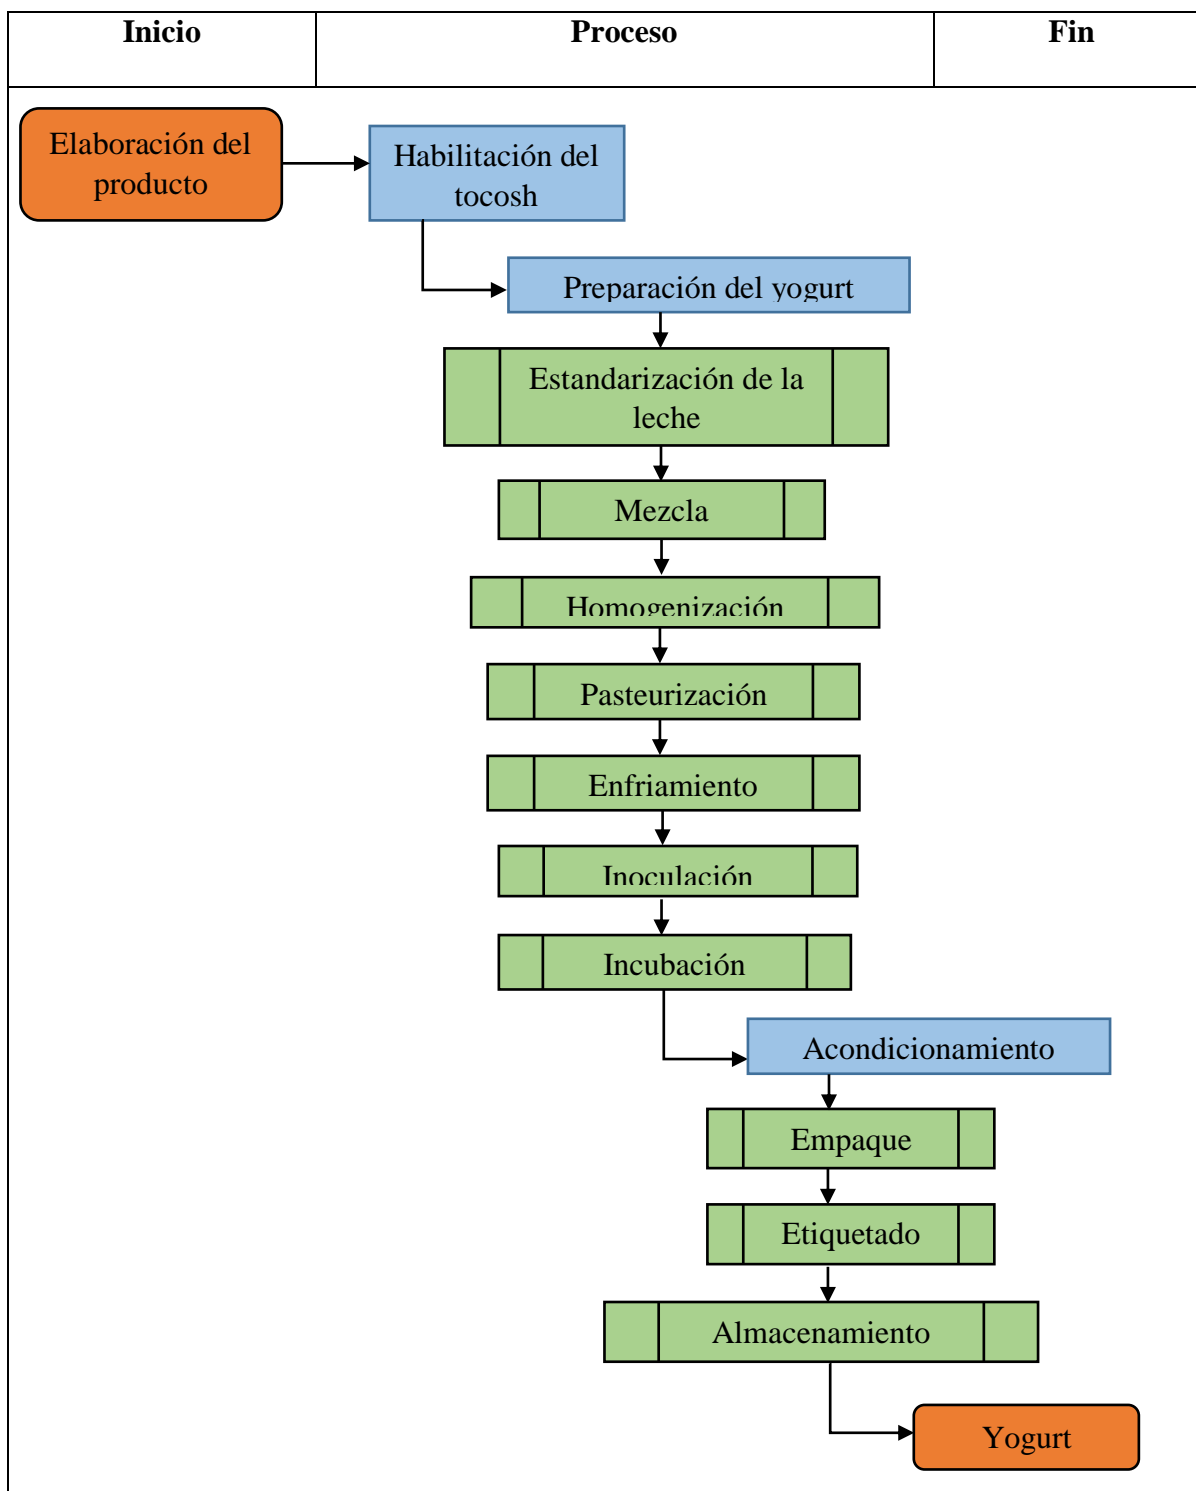 Inicio
Proceso
Fin
Elaboración del
producto
Habilitación del
tocosh
Preparación del yogurt
Estandarización de la
leche
Mezcla
Homogenización
Pasteurización
Enfriamiento
Inoculación
Incubación
Acondicionamiento
Empaque
Etiquetado
Almacenamiento
Yogurt